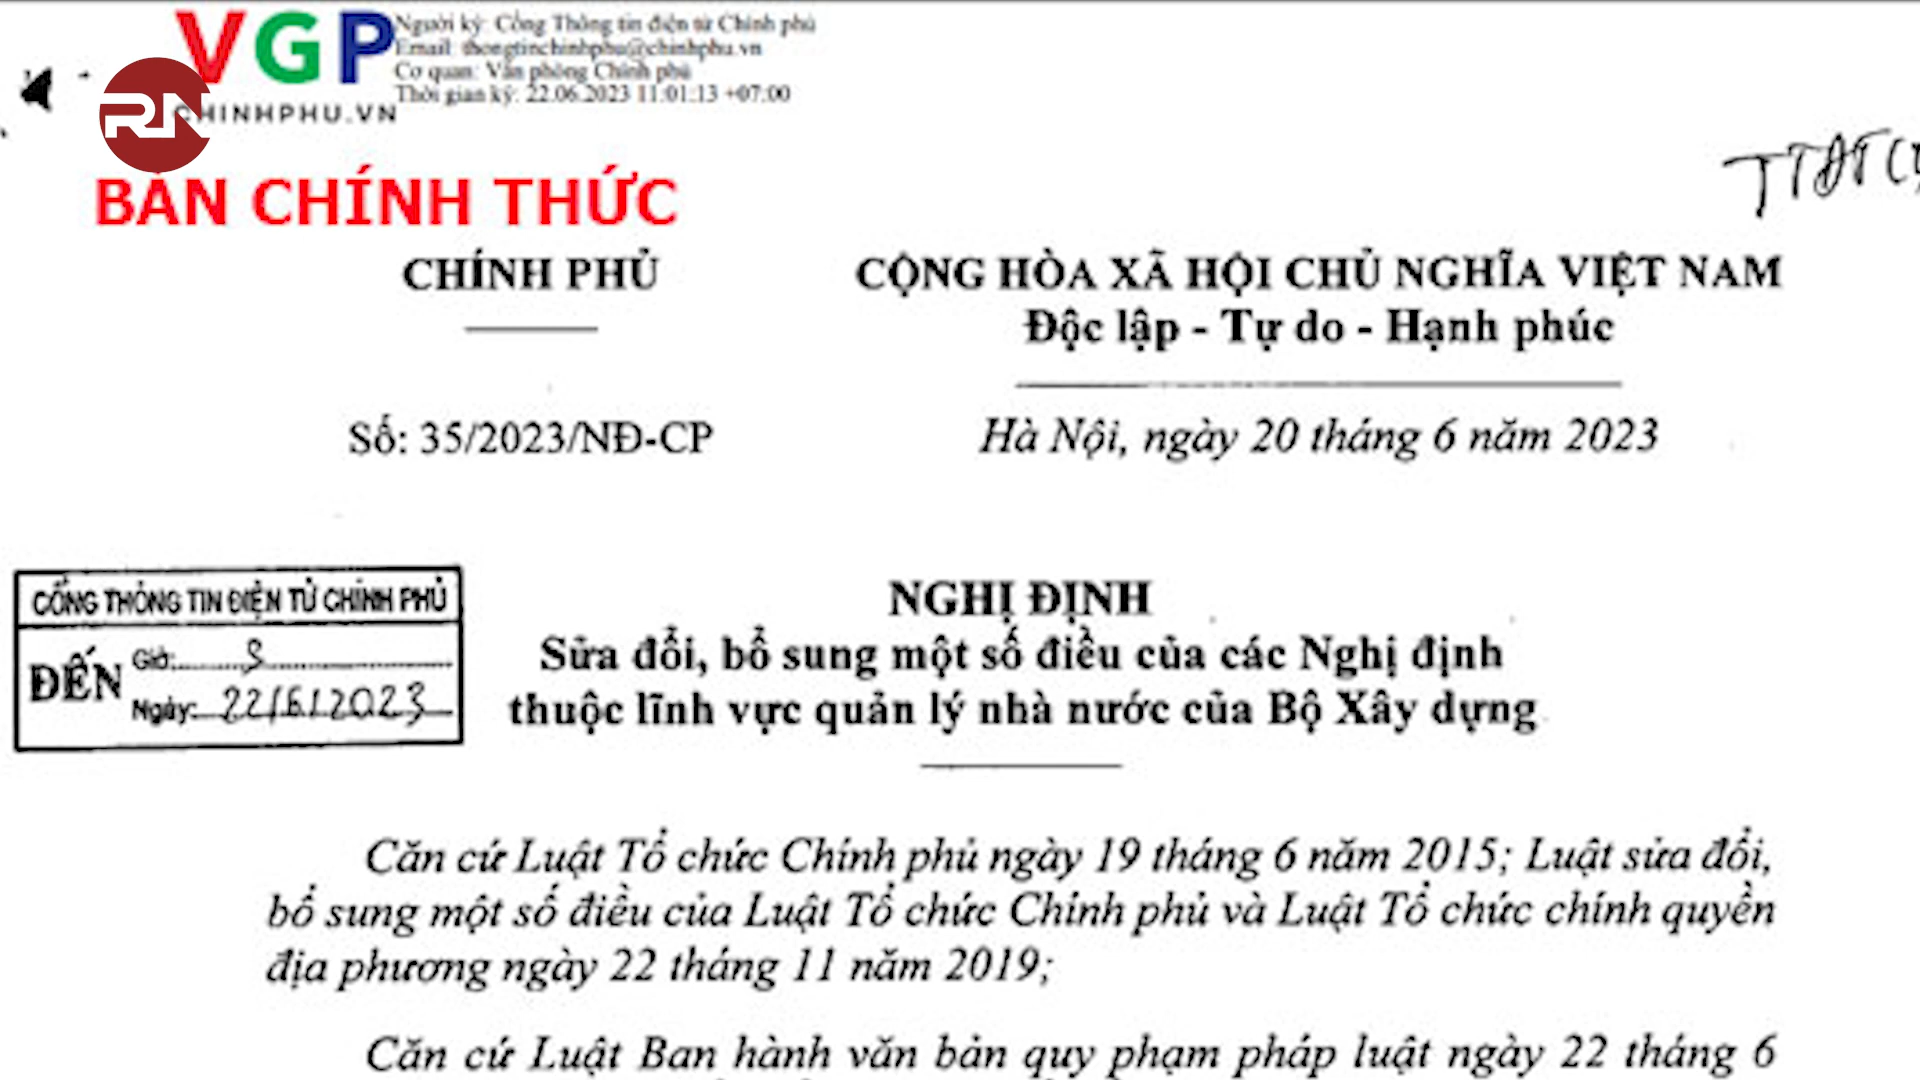 VGP
Người ký: Cổng Thông tin điện tử Chính phủ
Email: thongtinchinhphu@chinhphu.vn
Cơ quan: Văn phòng Chính phủ
Thời gian ký: 22.06.2023 11:01:13 +07:00
RN
CHINHPHU.VN
BẢN CHÍNH THỨC
CHÍNH PHỦ
CỘNG HÒA XÃ HỘI CHỦ NGHĨA VIỆT NAM
Độc lập - Tự do - Hạnh phúc
Số: 35/2023/NĐ-CP
Hà Nội, ngày 20 tháng 6 năm 2023
CỔNG THÔNG TIN ĐIỆN TỬ CHÍNH PHỦ
ĐẾN
Giờ:
Ngày: 22/6/2023
NGHỊ ĐỊNH
Sửa đổi, bổ sung một số điều của các Nghị định
thuộc lĩnh vực quản lý nhà nước của Bộ Xây dựng
Căn cứ Luật Tổ chức Chính phủ ngày 19 tháng 6 năm 2015; Luật sửa đổi,
bổ sung một số điều của Luật Tổ chức Chính phủ và Luật Tổ chức chính quyền
địa phương ngày 22 tháng 11 năm 2019;
Căn cứ Luật Ban hành văn bản quy phạm pháp luật ngày 22 tháng 6